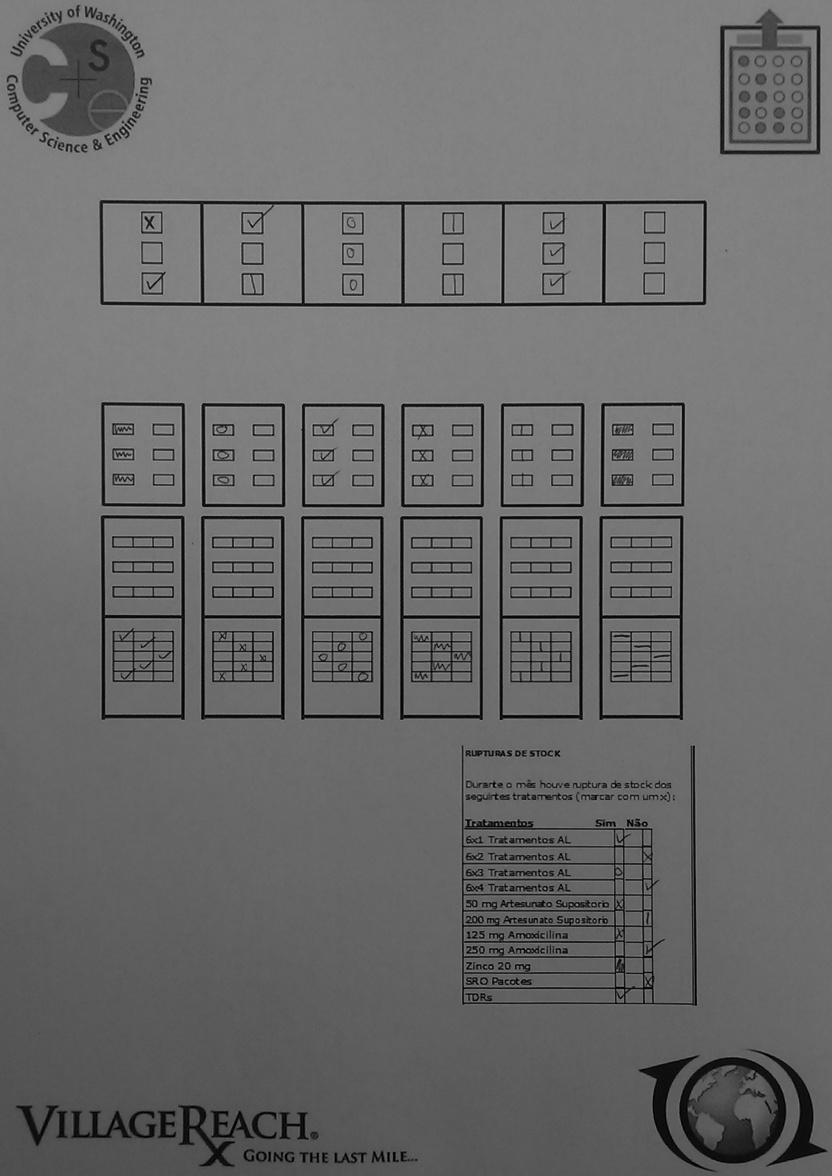 University of Washington
Computer Science & Engineering
CSe
RUPTURAS DE STOCK
Durante o mês houve ruptura de stock dos
seguintes tratamentos (marcar com um x):
Tratamentos Sim Não
6x1 Tratamentos AL
6x2 Tratamentos AL
6x3 Tratamentos AL
6x4 Tratamentos AL
50 mg Artesunato Supositorio
200 mg Artesunato Supositorio
125 mg Amoxicilina
250 mg Amoxicilina
Zinco 20 mg
SRO Pacotes
TDRs
VILLAGEREACH®
GOING THE LAST MILE...